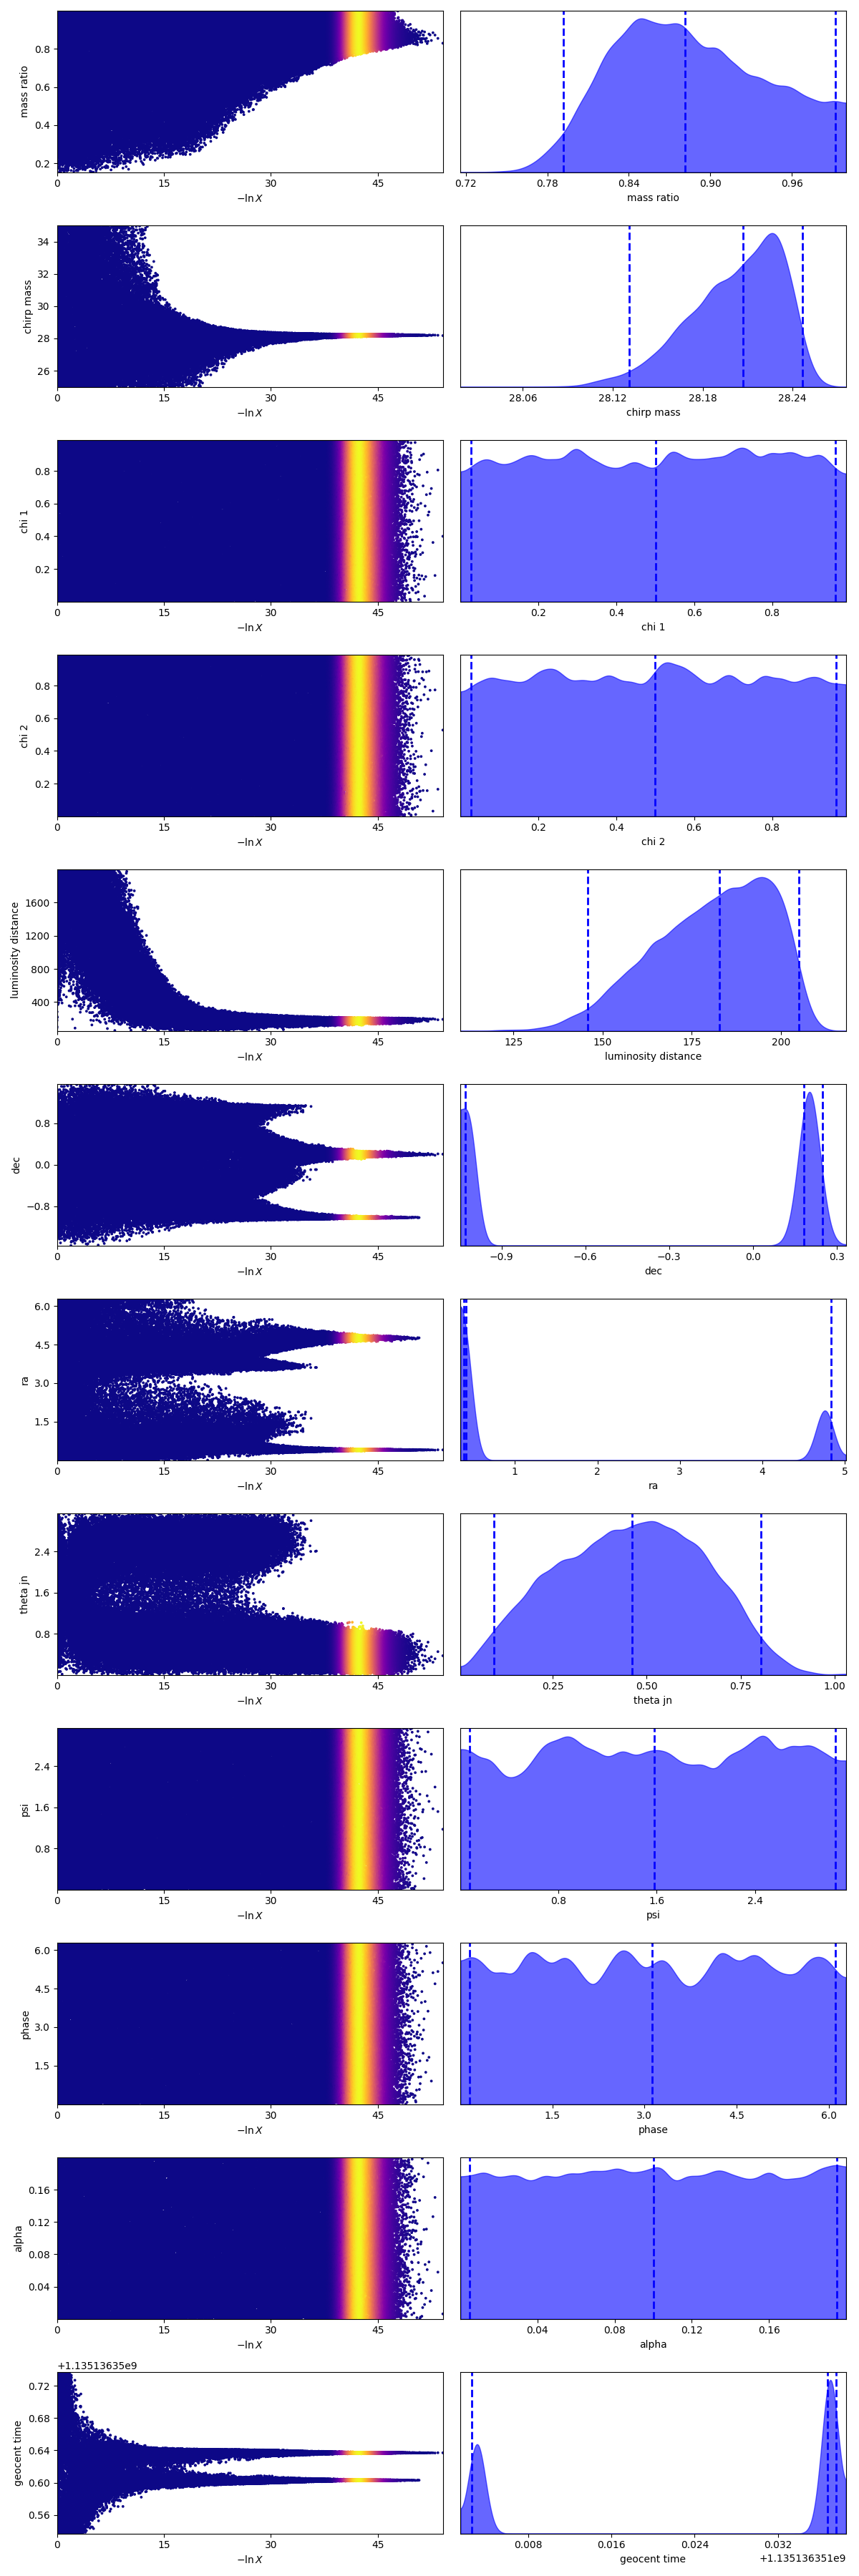 mass ratio
0.8
0.6
0.4
0.2
0 15 30 45
−ln X
0.72 0.78 0.84 0.90 0.96
mass ratio
chirp mass
34
32
30
28
26
0 15 30 45
−ln X
28.06 28.12 28.18 28.24
chirp mass
chi 1
0.8
0.6
0.4
0.2
0 15 30 45
−ln X
0.2 0.4 0.6 0.8
chi 1
chi 2
0.8
0.6
0.4
0.2
0 15 30 45
−ln X
0.2 0.4 0.6 0.8
chi 2
luminosity distance
1600
1200
800
400
0 15 30 45
−ln X
125 150 175 200
luminosity distance
dec
0.8
0.0
−0.8
0 15 30 45
−ln X
−0.9 −0.6 −0.3 0.0 0.3
dec
ra
6.0
4.5
3.0
1.5
0 15 30 45
−ln X
1 2 3 4 5
ra
theta jn
2.4
1.6
0.8
0 15 30 45
−ln X
0.25 0.50 0.75 1.00
theta jn
psi
2.4
1.6
0.8
0 15 30 45
−ln X
0.8 1.6 2.4
psi
phase
6.0
4.5
3.0
1.5
0 15 30 45
−ln X
1.5 3.0 4.5 6.0
phase
alpha
0.16
0.12
0.08
0.04
0 15 30 45
−ln X
0.04 0.08 0.12 0.16
alpha
+1.13513635e9
geocent time
0.72
0.68
0.64
0.60
0.56
0 15 30 45
−ln X
0.008 0.016 0.024 0.032
geocent time
+1.135136351e9